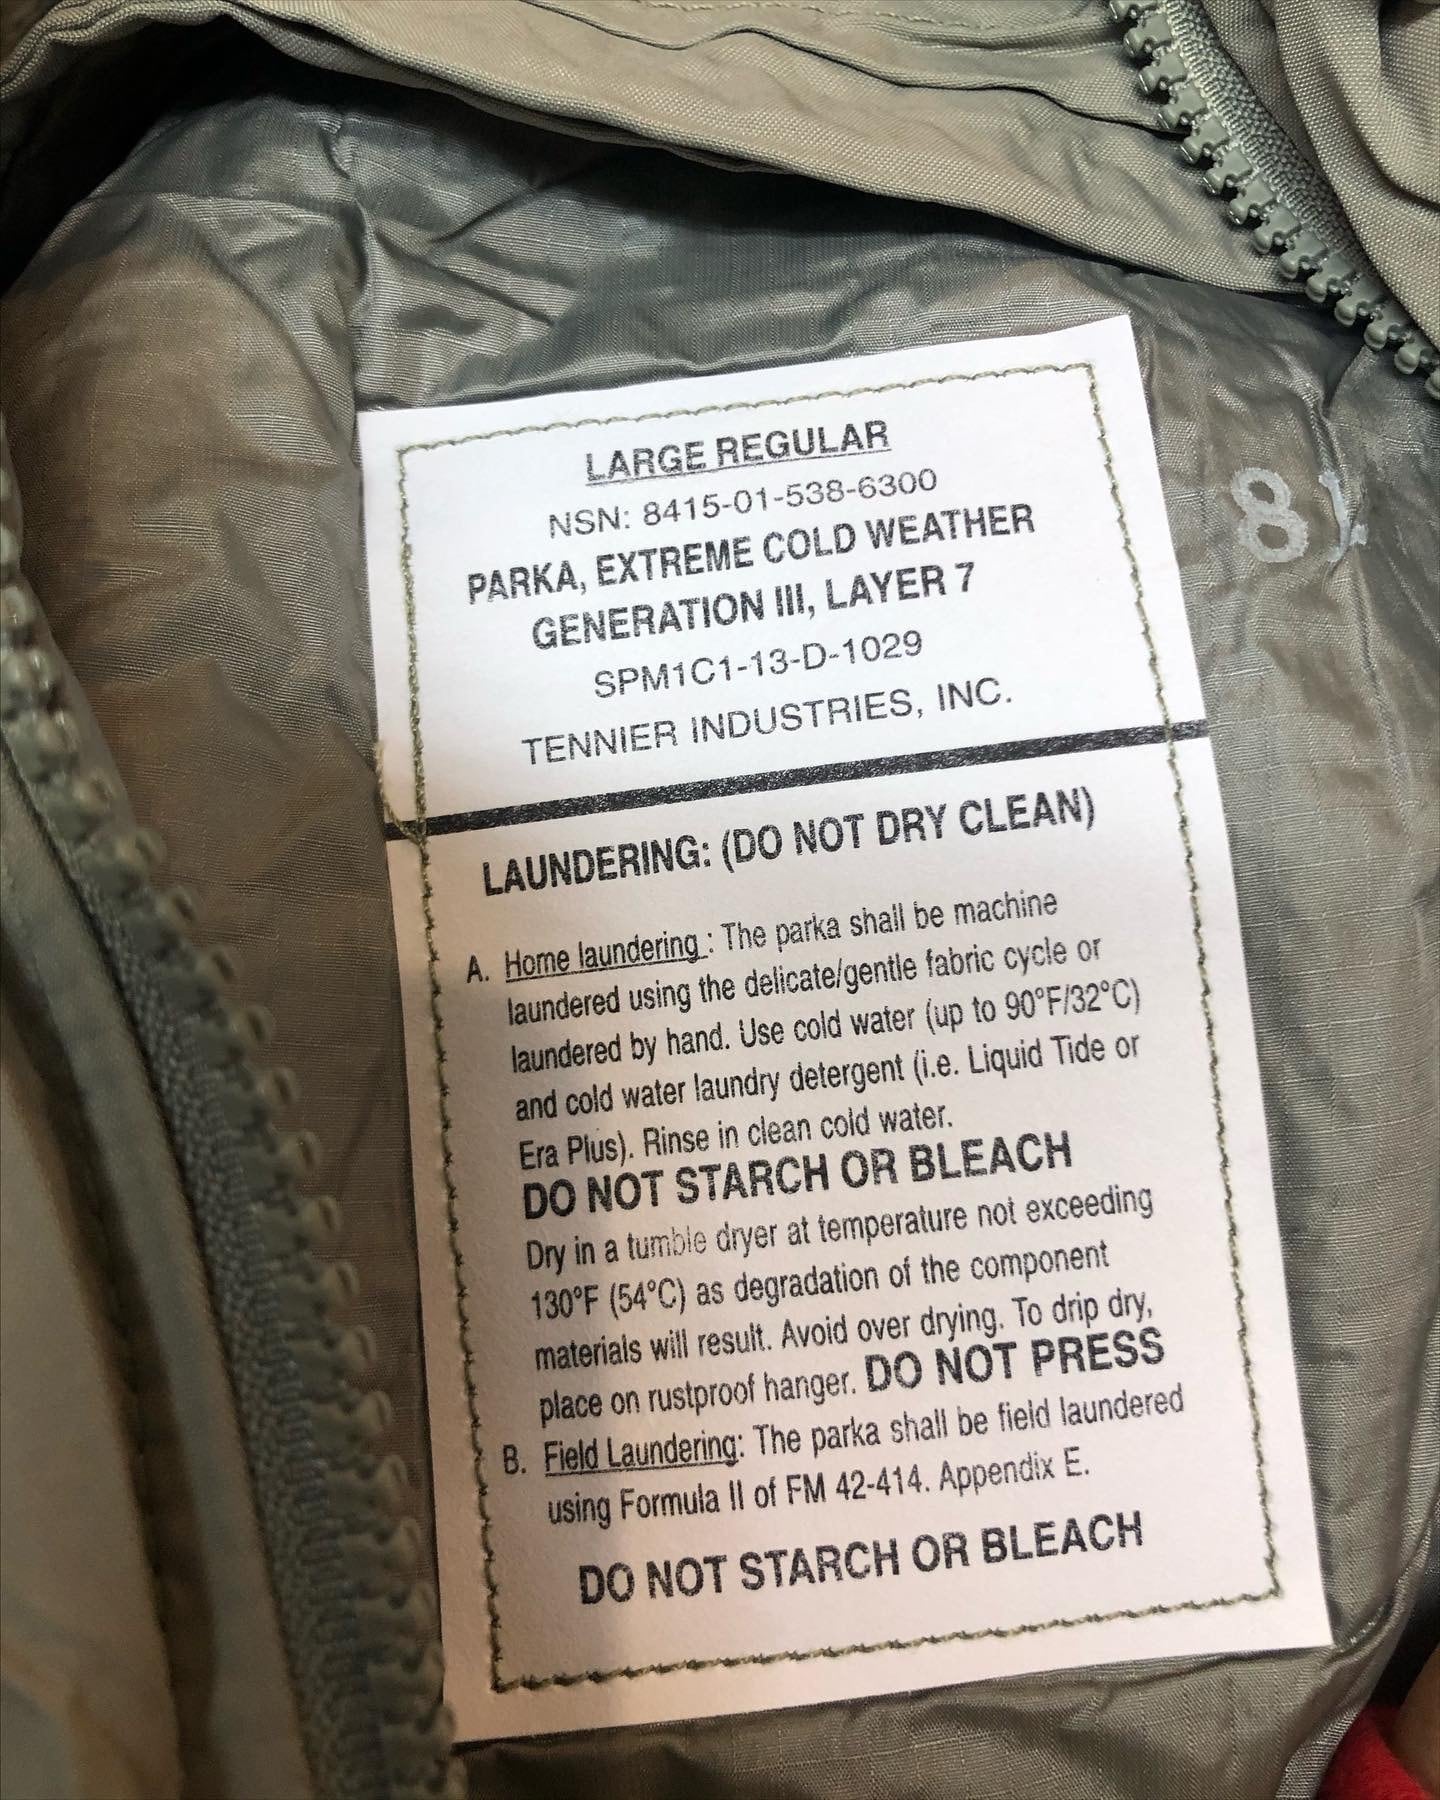 LARGE REGULAR
NSN: 8415-01-538-6300
PARKA, EXTREME COLD WEATHER
GENERATION III, LAYER 7
SPM1C1-13-D-1029
TENNIER INDUSTRIES, INC.
LAUNDERING: (DO NOT DRY CLEAN)
A. Home laundering : The parka shall be machine
laundered using the delicate/gentle fabric cycle or
laundered by hand. Use cold water (up to 90°F/32°C)
and cold water laundry detergent (i.e. Liquid Tide or
Era Plus). Rinse in clean cold water.
DO NOT STARCH OR BLEACH
Dry in a tumble dryer at temperature not exceeding
130°F (54°C) as degradation of the component
materials will result. Avoid over drying. To drip dry,
place on rustproof hanger. DO NOT PRESS
B. Field Laundering: The parka shall be field laundered
using Formula II of FM 42-414. Appendix E.
DO NOT STARCH OR BLEACH
81